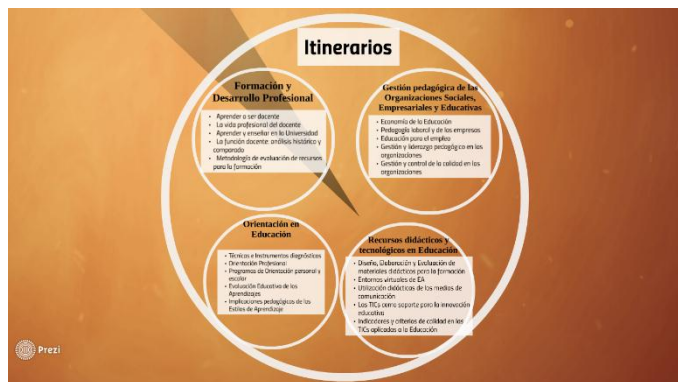 Itinerarios
Formación y
Desarrollo Profesional
• Aprender a ser docente
• La vida profesional del docente
• Aprender y enseñar en la Universidad
• La función docente: análisis histórico y
comparado
• Metodología de evaluación de recursos
para la formación
Gestión pedagógica de las
Organizaciones Sociales,
Empresariales y Educativas
• Economía de la Educación
• Pedagogía laboral y de las empresas
• Educación para el empleo
• Gestión y liderazgo pedagógico en las
organizaciones
• Gestión y control de la calidad en las
organizaciones
Orientación en
Educación
• Técnicas e Instrumentos diagnósticos
• Orientación Profesional
• Programas de Orientación personal y
escolar
• Evaluación Educativa de los
Aprendizajes
• Implicaciones pedagógicas de los
Estilos de Aprendizaje
Recursos didácticos y
tecnológicos en Educación
• Diseño, Elaboración y Evaluación de
materiales didácticos para la formación
• Entornos virtuales de EA
• Utilización didácticas de los medios de
comunicación
• Las TICs como soporte para la innovación
educativa
• Indicadores y criterios de calidad en las
TICs aplicadas a la Educación
Prezi